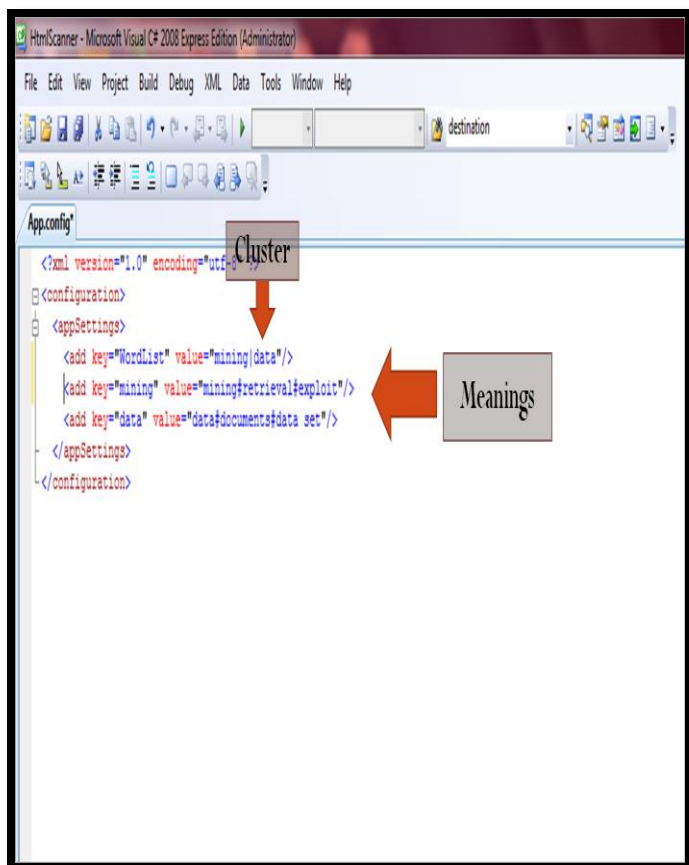 HtmlScanner - Microsoft Visual C# 2008 Express Edition (Administrator)
File Edit View Project Build Debug XML Data Tools Window Help
destination
App.config*
Cluster
<?xml version="1.0" encoding="utf-8" ?>
<configuration>
<appSettings>
<add key="WordList" value="mining|data"/>
<add key="mining" value="mining‡retrieval‡exploit"/>
<add key="data" value="data‡documents‡data set"/>
</appSettings>
</configuration>
Meanings